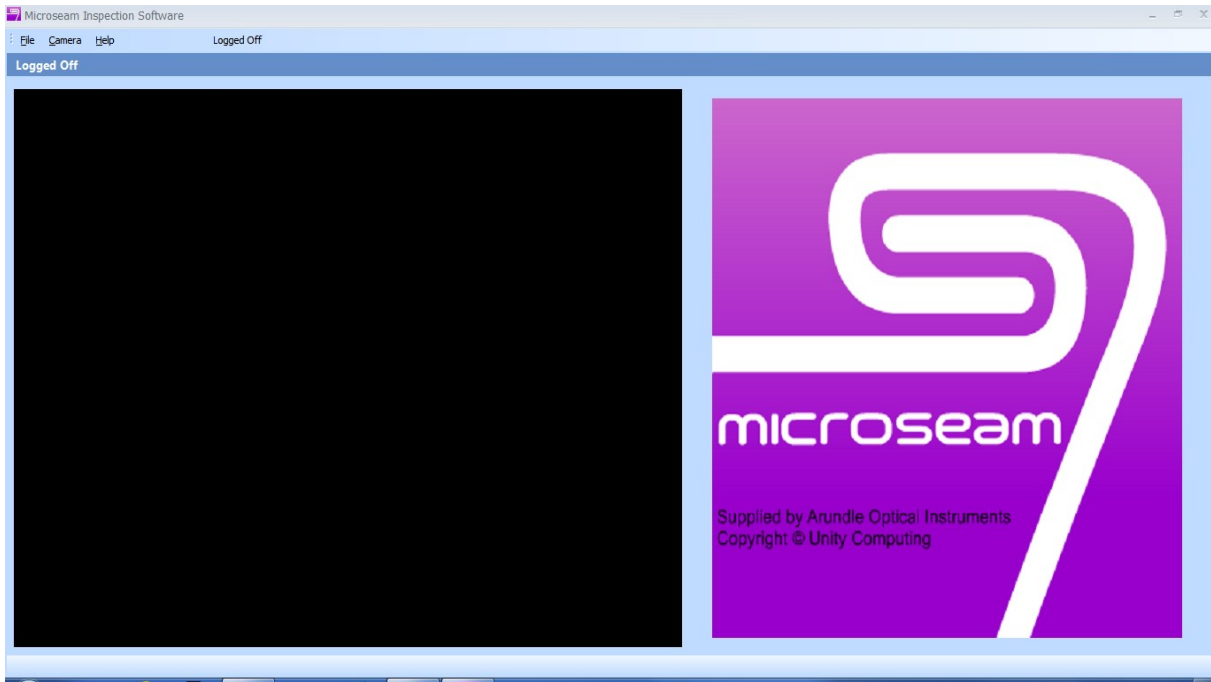 Microseam Inspection Software
File Camera Help Logged Off
Logged Off
microseam
Supplied by Arundle Optical Instruments
Copyright © Unity Computing